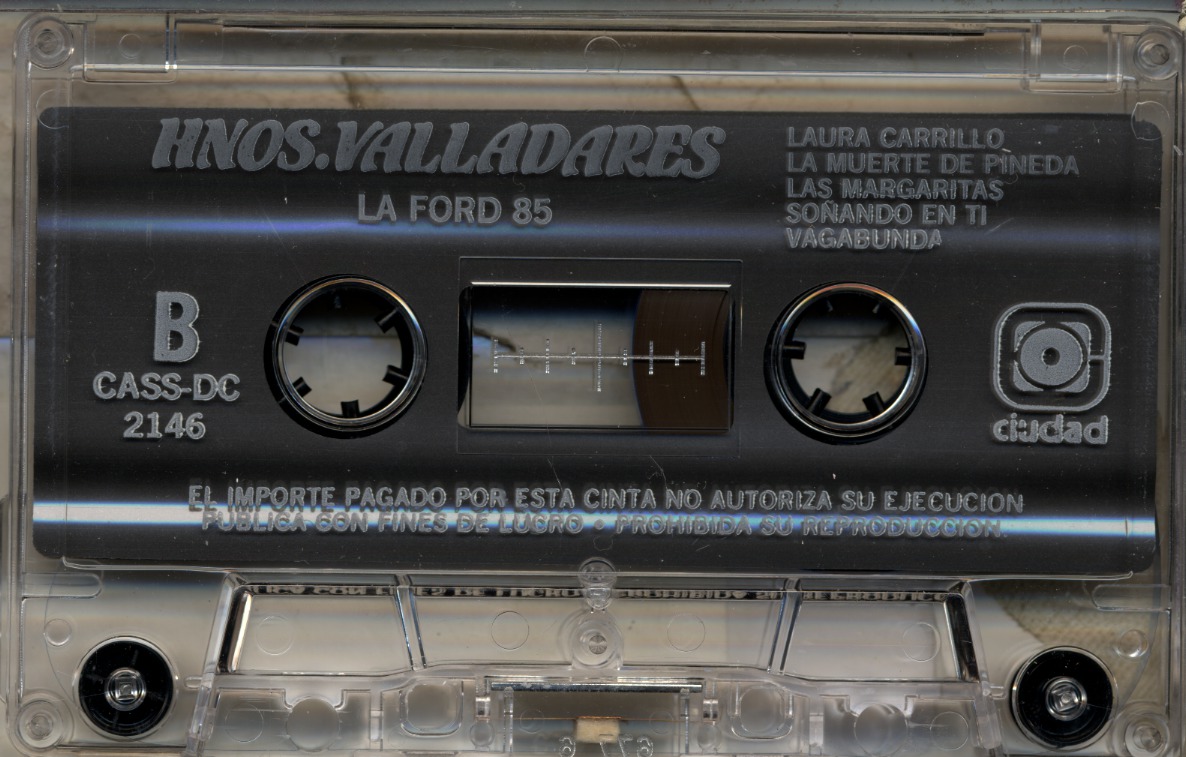 HNOS.VALLADARES
LA FORD 85
LAURA CARRILLO
LA MUERTE DE PINEDA
LAS MARGARITAS
SOÑANDO EN TI
VAGABUNDA
B
CASS-DC
2146
ciudad
EL IMPORTE PAGADO POR ESTA CINTA NO AUTORIZA SU EJECUCION
PUBLICA CON FINES DE LUCRO • PROHIBIDA SU REPRODUCCION.